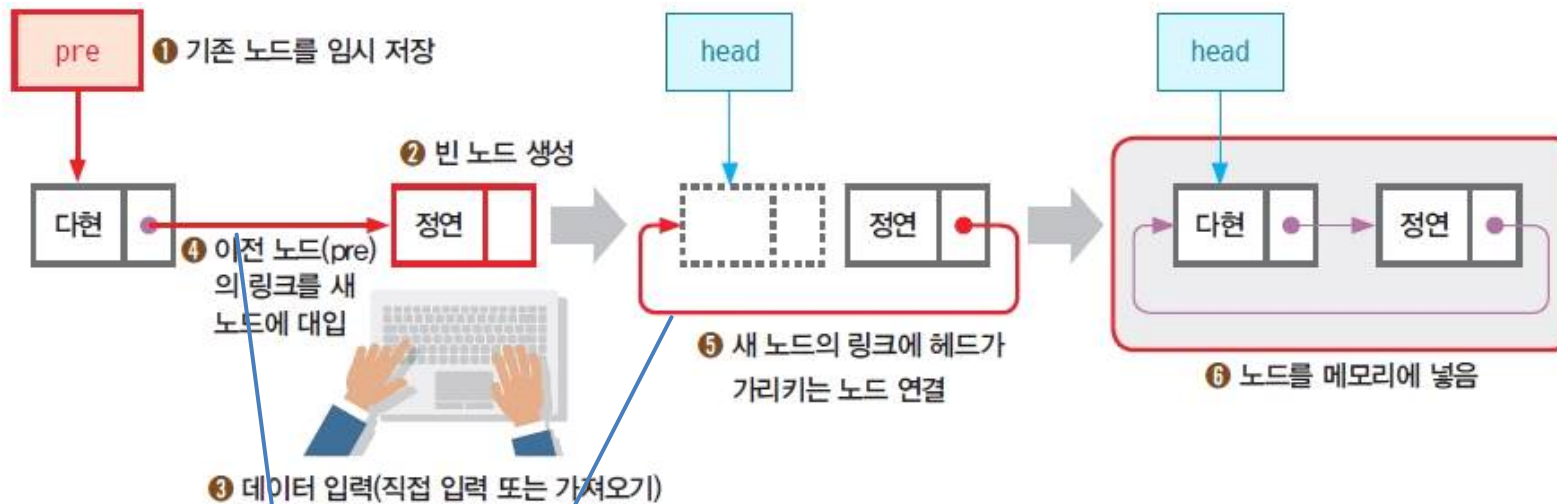 pre
❶ 기존 노드를 임시 저장
head
head
❷ 빈 노드 생성
다현
정연
정연
다현
정연
❹ 이전 노드(pre)
의 링크를 새
노드에 대입
❺ 새 노드의 링크에 헤드가
가리키는 노드 연결
❻ 노드를 메모리에 넣음
❸ 데이터 입력(직접 입력 또는 가져오기)